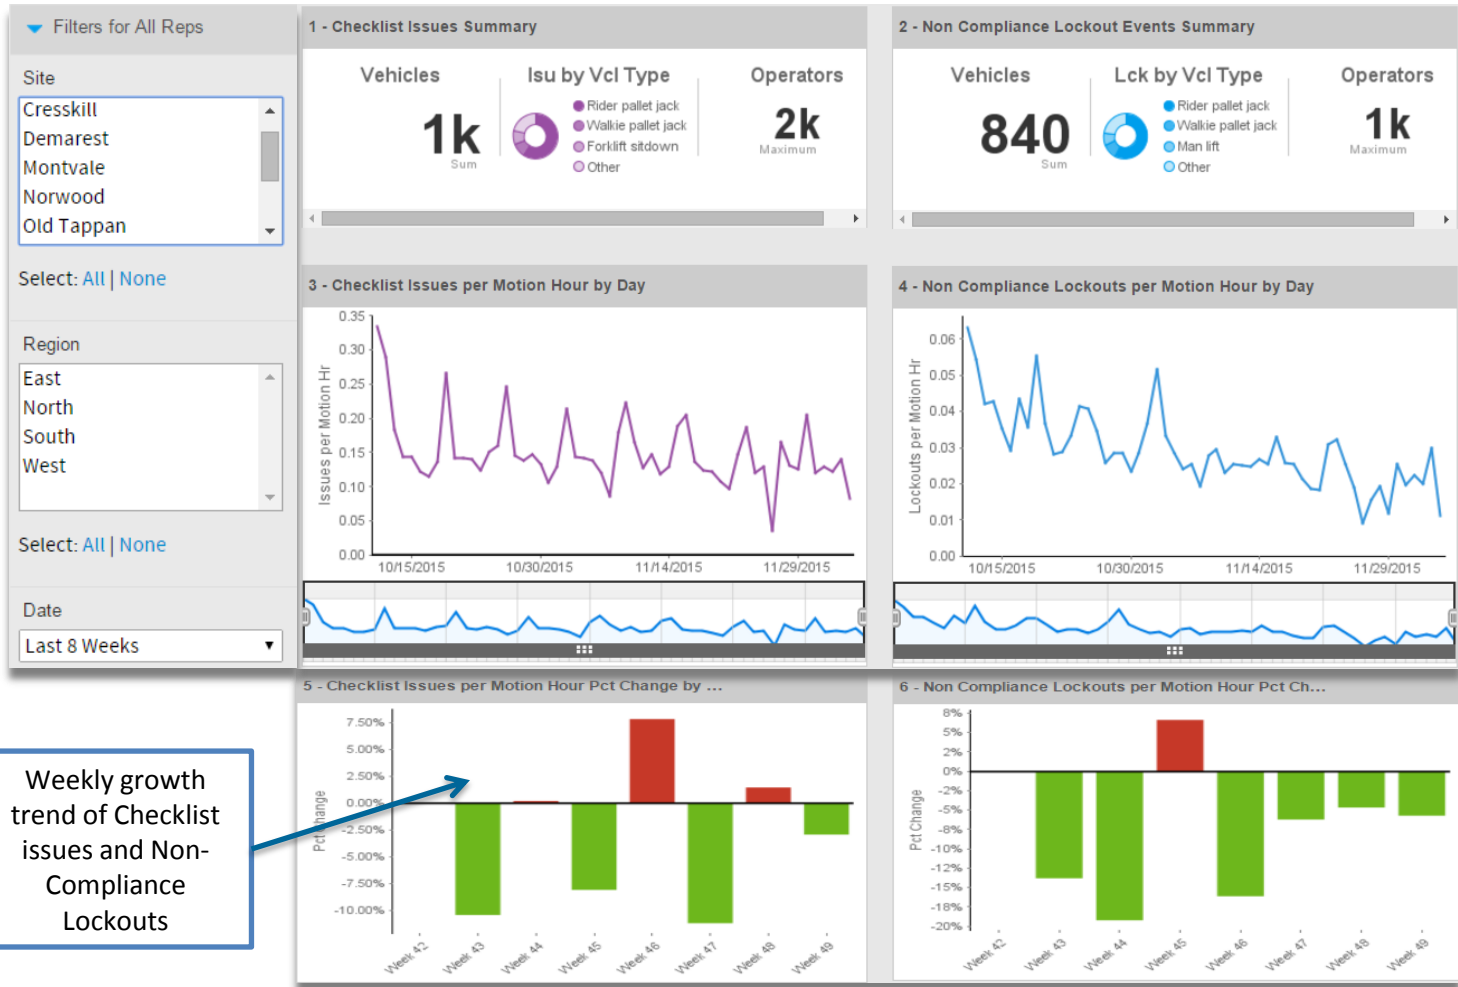 Filters for All Reps
Site
Cresskill
Demarest
Montvale
Norwood
Old Tappan
Select: All | None
Region
East
North
South
West
Select: All | None
Date
Last 8 Weeks
1 - Checklist Issues Summary
Vehicles
1k
Sum
Isu by Vcl Type
Rider pallet jack
Walkie pallet jack
Forklift sitdown
Other
Operators
2k
Maximum
2 - Non Compliance Lockout Events Summary
Vehicles
840
Sum
Lck by Vcl Type
Rider pallet jack
Walkie pallet jack
Man lift
Other
Operators
1k
Maximum
3 - Checklist Issues per Motion Hour by Day
Issues per Motion Hr
0.35
0.30
0.25
0.20
0.15
0.10
0.05
0.00
10/15/2015 10/30/2015 11/14/2015 11/29/2015
4 - Non Compliance Lockouts per Motion Hour by Day
Lockouts per Motion Hr
0.06
0.05
0.04
0.03
0.02
0.01
0.00
10/15/2015 10/30/2015 11/14/2015 11/29/2015
5 - Checklist Issues per Motion Hour Pct Change by ...
Pct Change
7.50%
5.00%
2.50%
0.00%
-2.50%
-5.00%
-7.50%
-10.00%
Week 42 Week 43 Week 44 Week 45 Week 46 Week 47 Week 48 Week 49
6 - Non Compliance Lockouts per Motion Hour Pct Ch...
Pct Change
8%
5%
2%
0%
-2%
-5%
-8%
-10%
-12%
-15%
-18%
-20%
Week 42 Week 43 Week 44 Week 45 Week 46 Week 47 Week 48 Week 49
Weekly growth
trend of Checklist
issues and Non-
Compliance
Lockouts